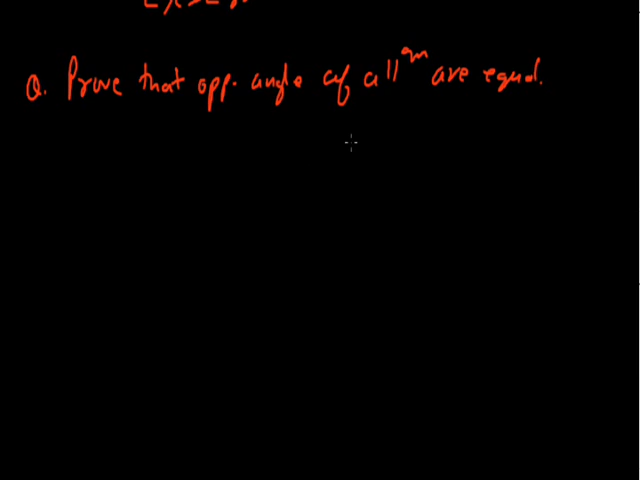 Q. Prove that opp. angle of a ||gm are equal.